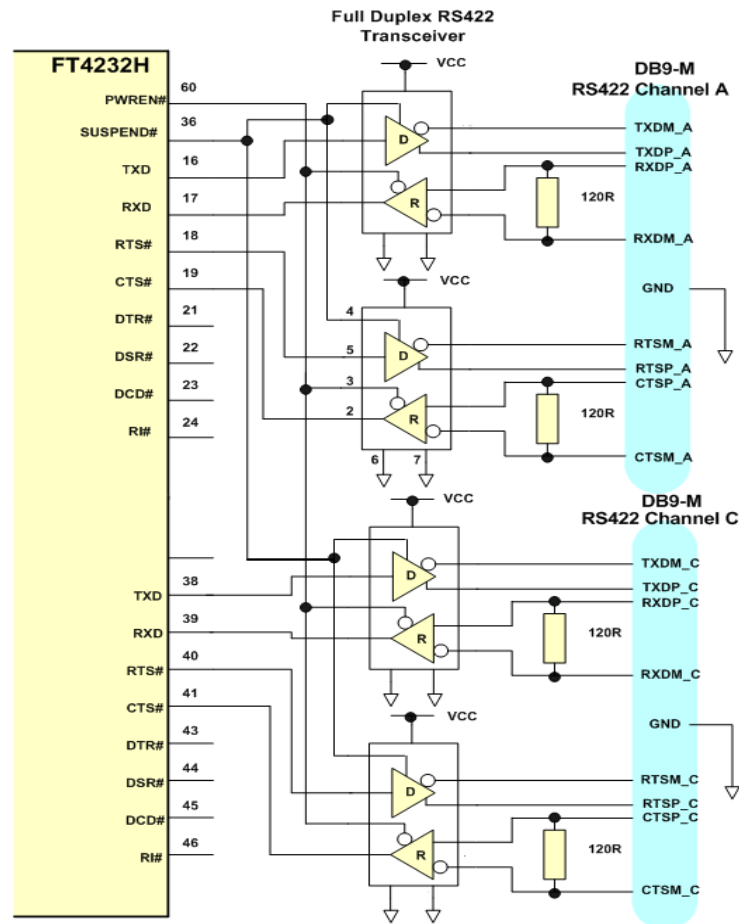 Full Duplex RS422
Transceiver
FT4232H
VCC
DB9-M
RS422 Channel A
PWREN#
60
SUSPEND#
36
TXD
16
RXD
17
RTS#
18
CTS#
19
DTR#
21
DSR#
22
DCD#
23
RI#
24
D
R
TXDM_A
TXDP_A
RXDP_A
120R
RXDM_A
GND
VCC
4
5
3
2
6
7
D
R
RTSM_A
RTSP_A
CTSP_A
120R
CTSM_A
DB9-M
RS422 Channel C
VCC
TXD
38
RXD
39
RTS#
40
CTS#
41
DTR#
43
DSR#
44
DCD#
45
RI#
46
D
R
TXDM_C
TXDP_C
RXDP_C
120R
RXDM_C
GND
VCC
D
R
RTSM_C
RTSP_C
CTSP_C
120R
CTSM_C